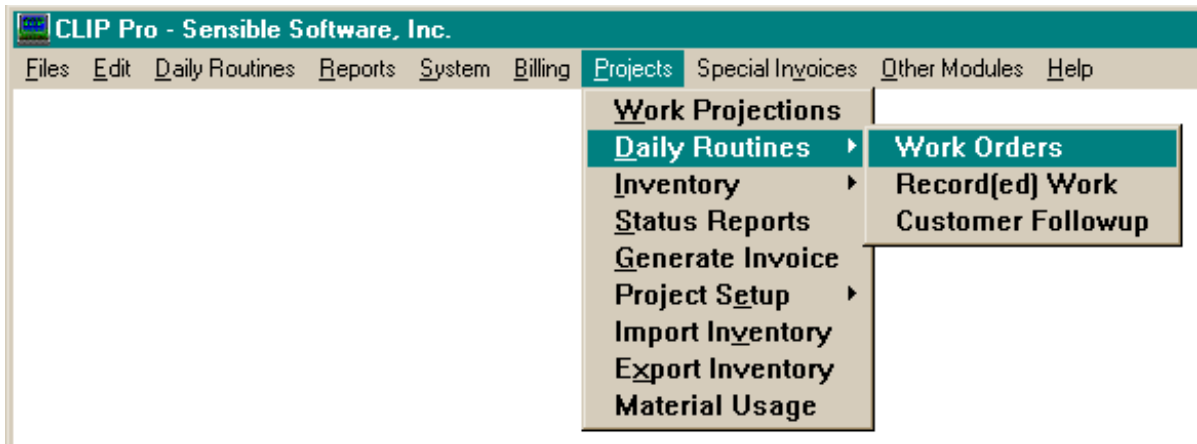 CLIP Pro - Sensible Software, Inc.
Files Edit Daily Routines Reports System Billing Projects Special Invoices Other Modules Help
Work Projections
Daily Routines Work Orders
Inventory Record(ed) Work
Status Reports Customer Followup
Generate Invoice
Project Setup
Import Inventory
Export Inventory
Material Usage